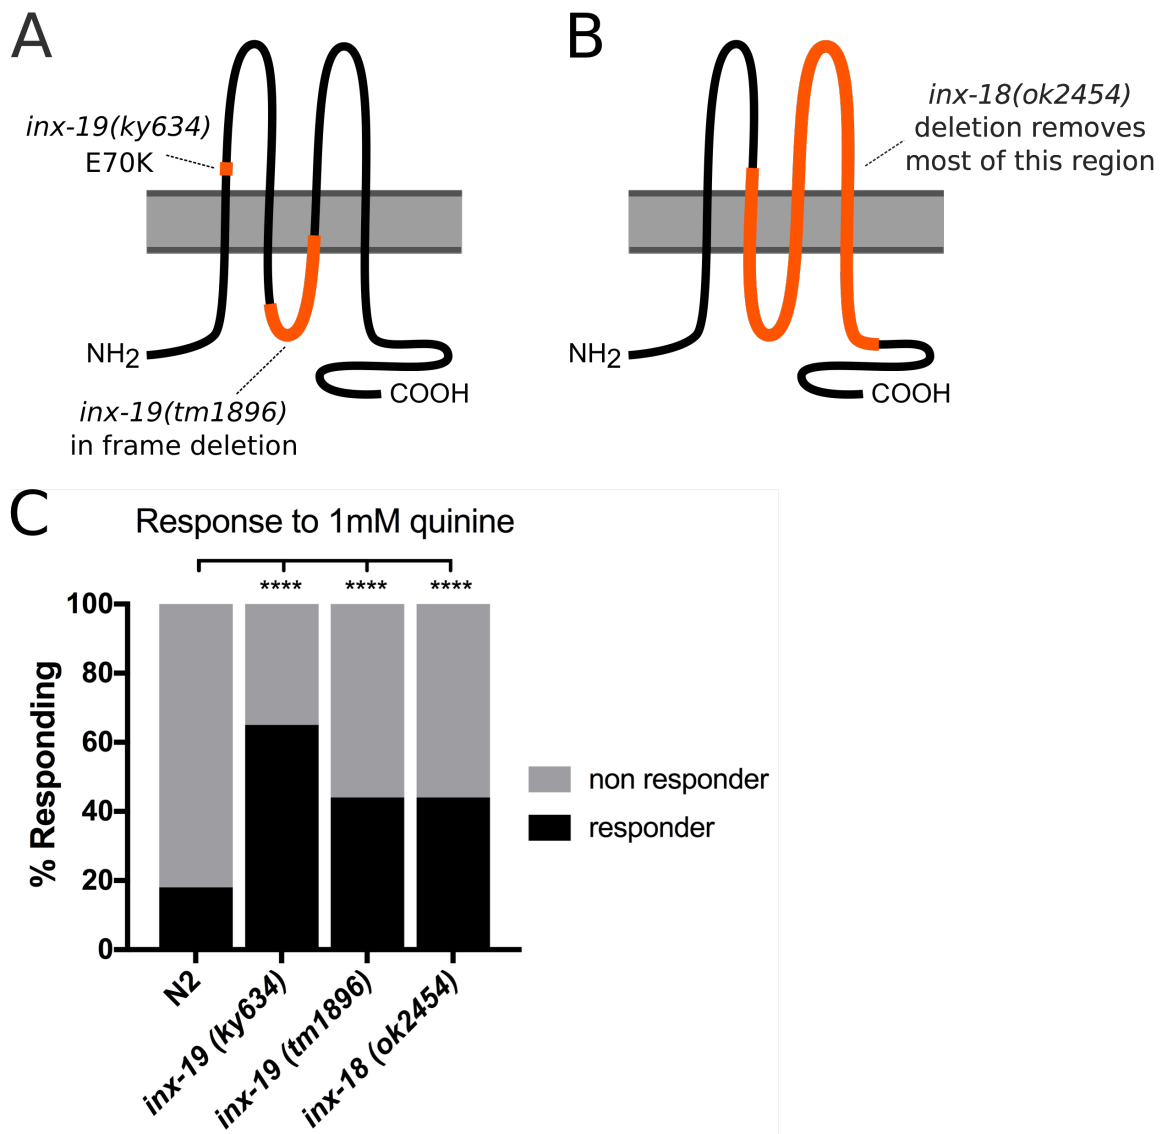 A
B
inx-19(ky634)
E70K
inx-18(ok2454)
deletion removes
most of this region
NH2
COOH
inx-19(tm1896)
in frame deletion
NH2
COOH
C
Response to 1mM quinine
**** **** ****
% Responding
100
80
60
40
20
0
non responder
responder
N2
inx-19 (ky634)
inx-19 (tm1896)
inx-18 (ok2454)